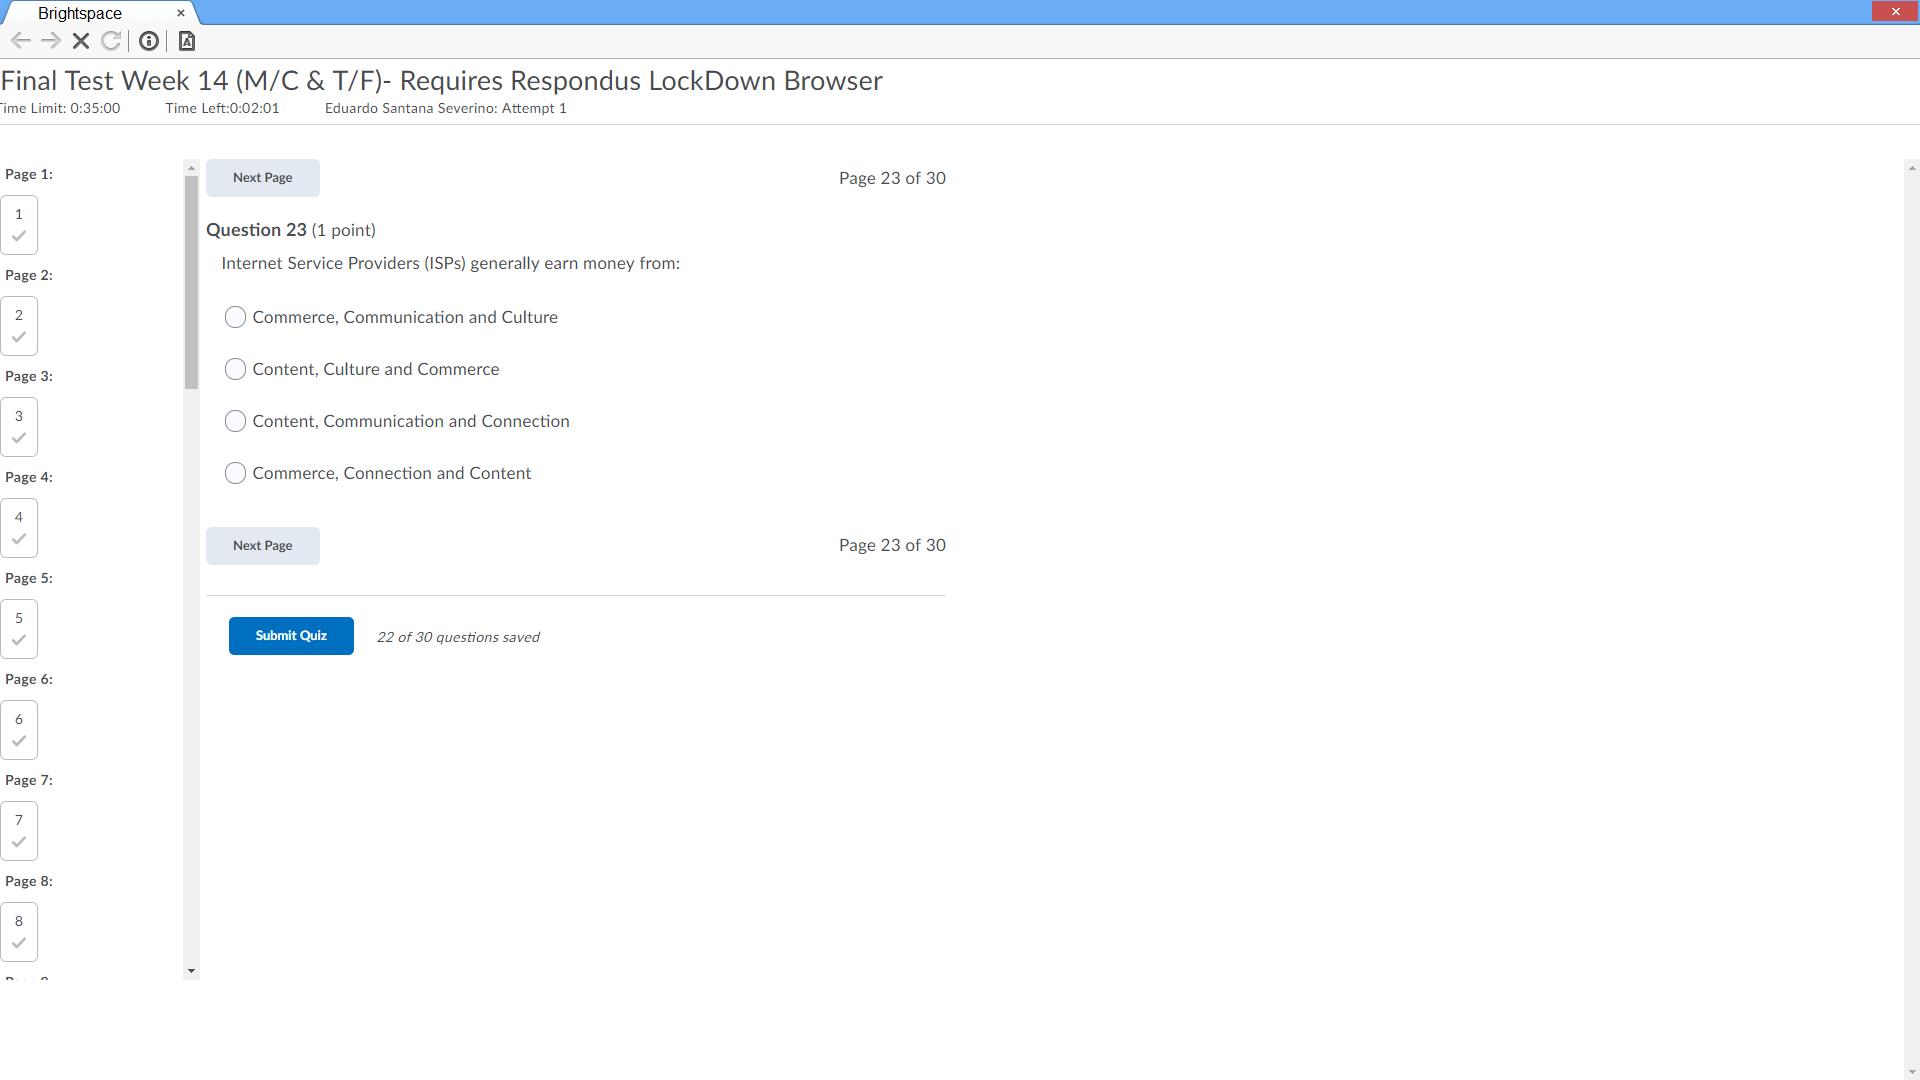 Brightspace
Final Test Week 14 (M/C & T/F)- Requires Respondus LockDown Browser
Time Limit: 0:35:00 Time Left:0:02:01 Eduardo Santana Severino: Attempt 1
Page 1:
1
Page 2:
2
Page 3:
3
Page 4:
4
Page 5:
5
Page 6:
6
Page 7:
7
Page 8:
8
Next Page Page 23 of 30
Question 23 (1 point)
Internet Service Providers (ISPs) generally earn money from:
Commerce, Communication and Culture
Content, Culture and Commerce
Content, Communication and Connection
Commerce, Connection and Content
Next Page Page 23 of 30
Submit Quiz 22 of 30 questions saved